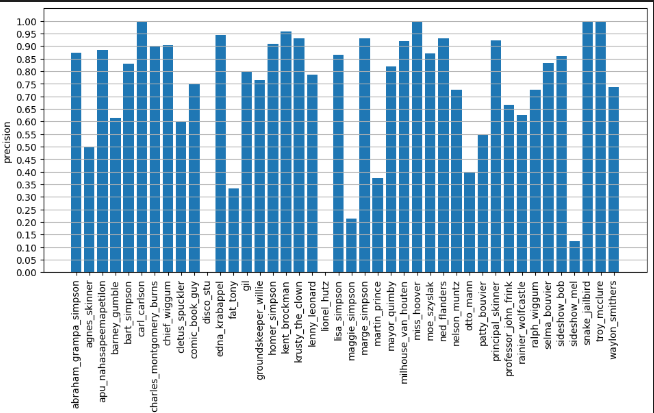 1.00
0.95
0.90
0.85
0.80
0.75
0.70
0.65
0.60
0.55
0.50
0.45
0.40
0.35
0.30
0.25
0.20
0.15
0.10
0.05
0.00
precision
abraham_grampa_simpson
agnes_skinner
apu_nahasapeemapetilon
barney_gumble
bart_simpson
carl_carlson
charles_montgomery_burns
chief_wiggum
cletus_spuckler
comic_book_guy
disco_stu
edna_krabappel
fat_tony
gil
groundskeeper_willie
homer_simpson
kent_brockman
krusty_the_clown
lenny_leonard
lionel_hutz
lisa_simpson
maggie_simpson
marge_simpson
martin_prince
mayor_quimby
milhouse_van_houten
miss_hoover
moe_szyslak
ned_flanders
nelson_muntz
otto_mann
patty_bouvier
principal_skinner
professor_john_frink
rainier_wolfcastle
ralph_wiggum
selma_bouvier
sideshow_bob
sideshow_mel
snake_jailbird
troy_mcclure
waylon_smithers